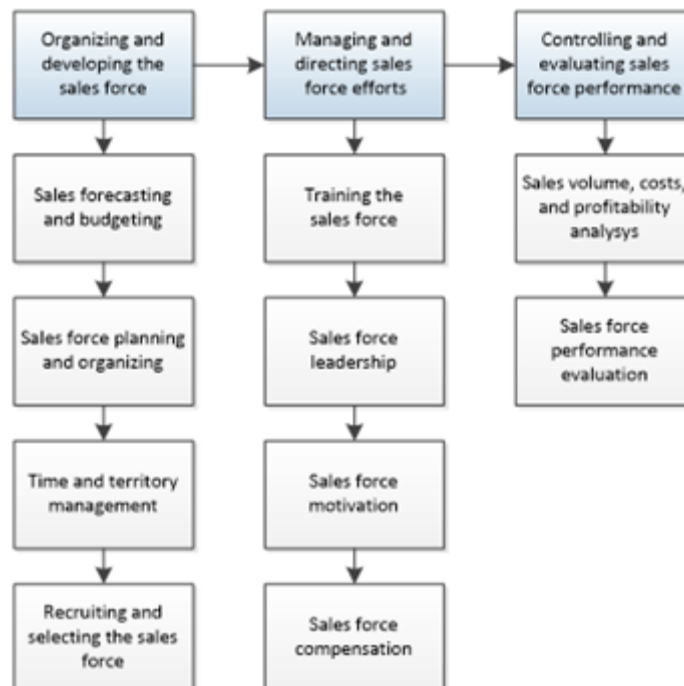 Organizing and
developing the
sales force
Managing and
directing sales
force efforts
Controlling and
evaluating sales
force performance
Sales forecasting
and budgeting
Training the
sales force
Sales volume, costs,
and profitability
analysys
Sales force planning
and organizing
Sales force
leadership
Sales force
performance
evaluation
Time and territory
management
Sales force
motivation
Recruiting and
selecting the sales
force
Sales force
compensation